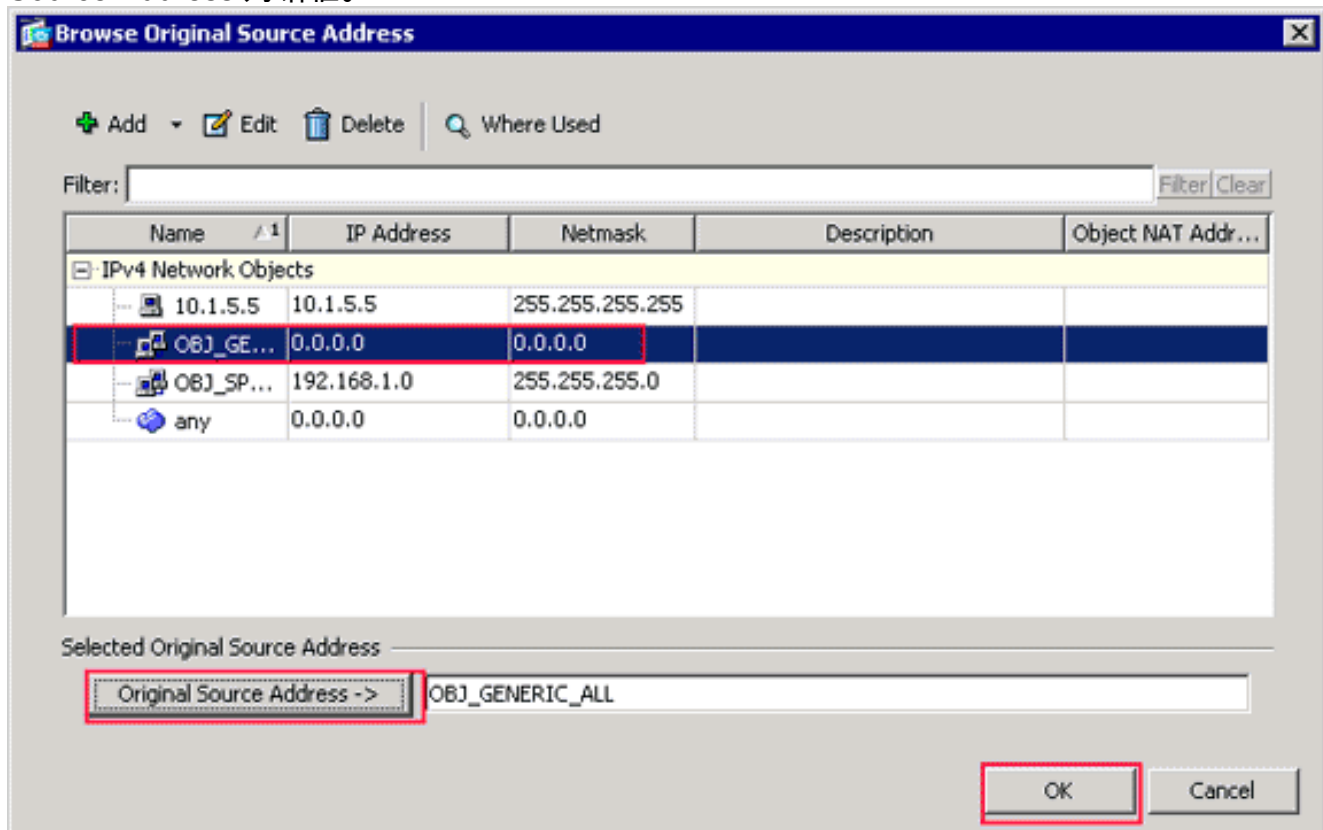 Browse Original Source Address
Add Edit Delete Where Used
Filter: Filter Clear
Name 1 IP Address Netmask Description Object NAT Addr...
IPv4 Network Objects
10.1.5.5 10.1.5.5 255.255.255.255
OBJ_GE... 0.0.0.0 0.0.0.0
OBJ_SP... 192.168.1.0 255.255.255.0
any 0.0.0.0 0.0.0.0
Selected Original Source Address
Original Source Address -> OBJ_GENERIC_ALL
OK Cancel